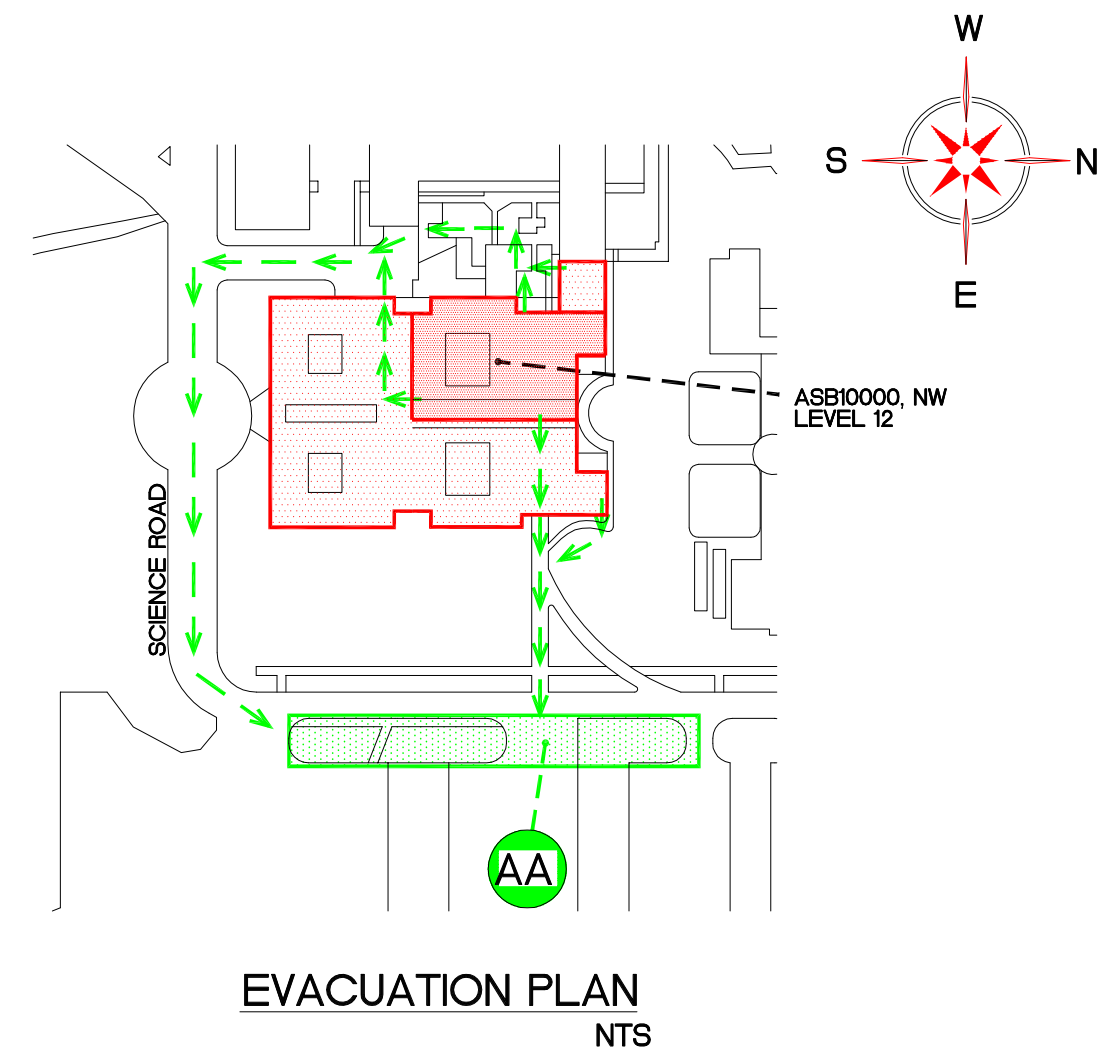 W
S
N
E
ASB10000, NW
LEVEL 12
SCIENCE ROAD
AA
EVACUATION PLAN
NTS